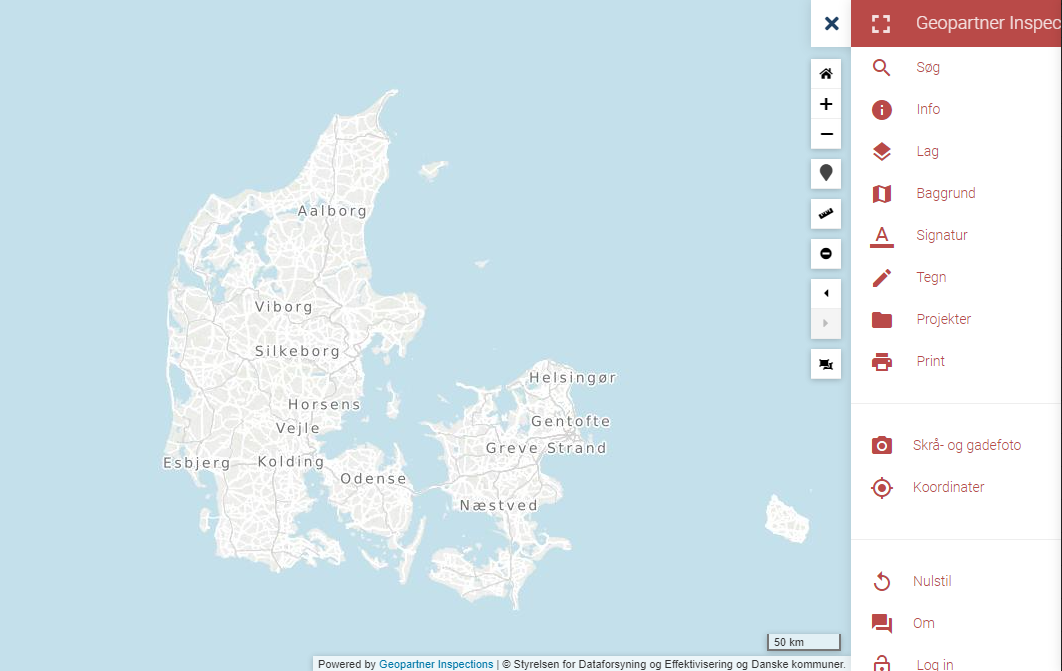 Geopartner Inspec
Søg
Info
Lag
Baggrund
Signatur
Tegn
Projekter
Print
Skrå- og gadefoto
Koordinater
Nulstil
Om
Log in
Aalborg
Viborg
Silkeborg
Helsingør
Horsens
Gentofte
Vejle
Greve Strand
Esbjerg
Kolding
Odense
Næstved
50 km
Powered by Geopartner Inspections | © Styrelsen for Dataforsyning og Effektivisering og Danske kommuner.